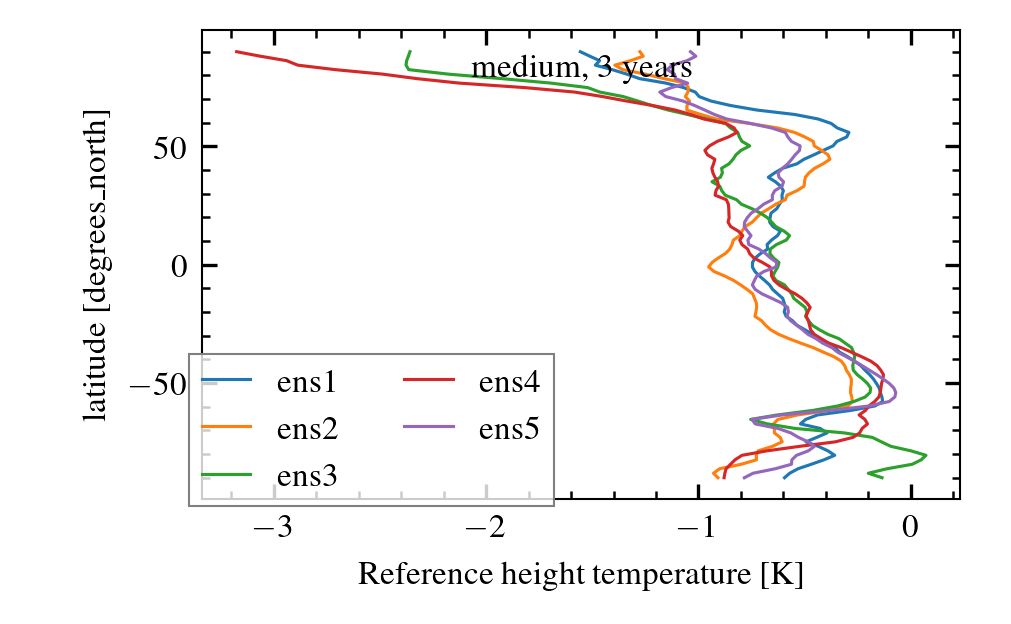 medium, 3 years
latitude [degrees_north]
50
0
−50
ens1
ens2
ens3
ens4
ens5
−3
−2
−1
0
Reference height temperature [K]